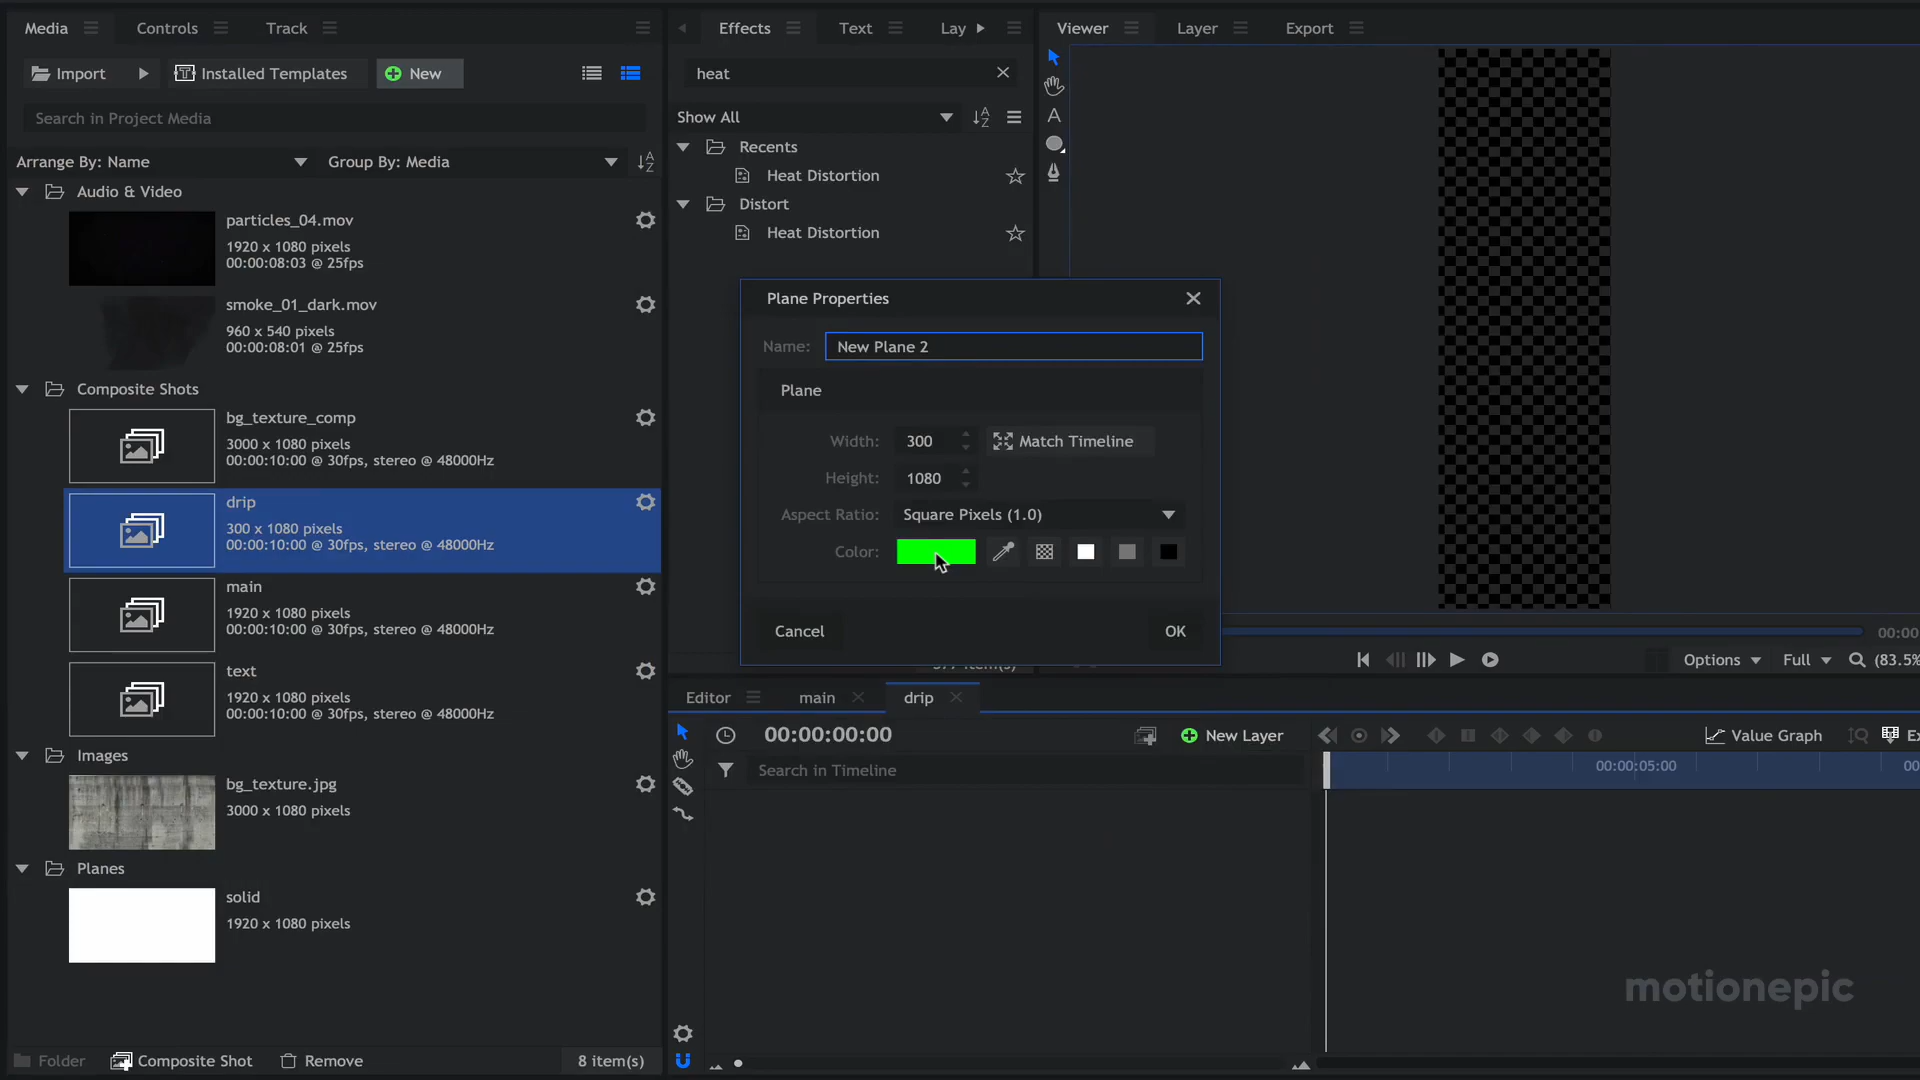 Media
Controls
Track
Effects
Text
Lay
Viewer
Layer
Export
Import
Installed Templates
New
heat
Search in Project Media
Show All
Arrange By: Name
Group By: Media
Recents
Heat Distortion
Distort
Heat Distortion
Audio & Video
particles_04.mov
1920 x 1080 pixels
00:00:08:03 @ 25fps
smoke_01_dark.mov
960 x 540 pixels
00:00:08:01 @ 25fps
Composite Shots
bg_texture_comp
3000 x 1080 pixels
00:00:10:00 @ 30fps, stereo @ 48000Hz
drip
300 x 1080 pixels
00:00:10:00 @ 30fps, stereo @ 48000Hz
main
1920 x 1080 pixels
00:00:10:00 @ 30fps, stereo @ 48000Hz
text
1920 x 1080 pixels
00:00:10:00 @ 30fps, stereo @ 48000Hz
Images
bg_texture.jpg
3000 x 1080 pixels
Planes
solid
1920 x 1080 pixels
Folder
Composite Shot
Remove
8 item(s)
Plane Properties
Name: New Plane 2
Plane
Width: 300
Match Timeline
Height: 1080
Aspect Ratio: Square Pixels (1.0)
Color:
Cancel
OK
00:00
Options
Full
(83.5%
Editor
main
drip
00:00:00:00
New Layer
Value Graph
Ex
Search in Timeline
00:00:05:00
00
motionepic